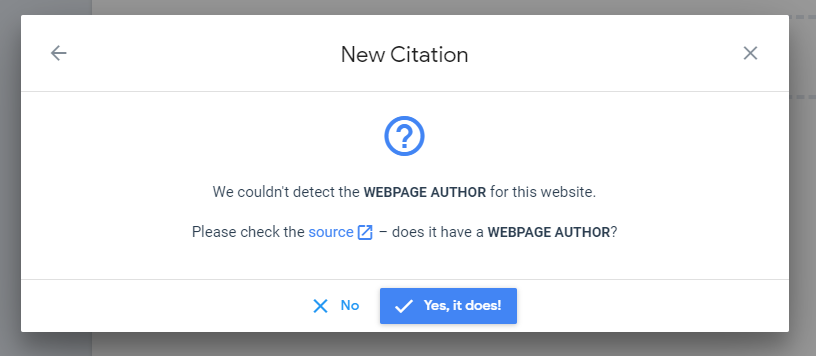 New Citation
We couldn't detect the WEBPAGE AUTHOR for this website.
Please check the source – does it have a WEBPAGE AUTHOR?
No
Yes, it does!